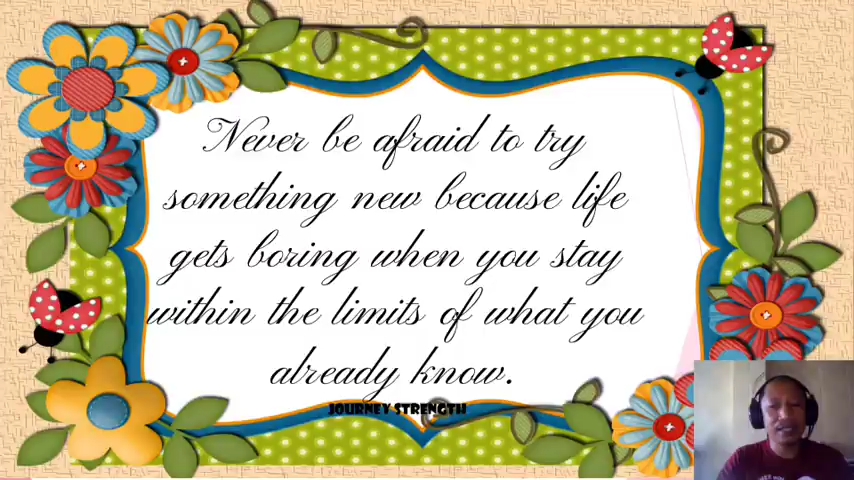 Never be afraid to try
something new because life
gets boring when you stay
within the limits of what you
already know.
JOURNEY STRENGTH